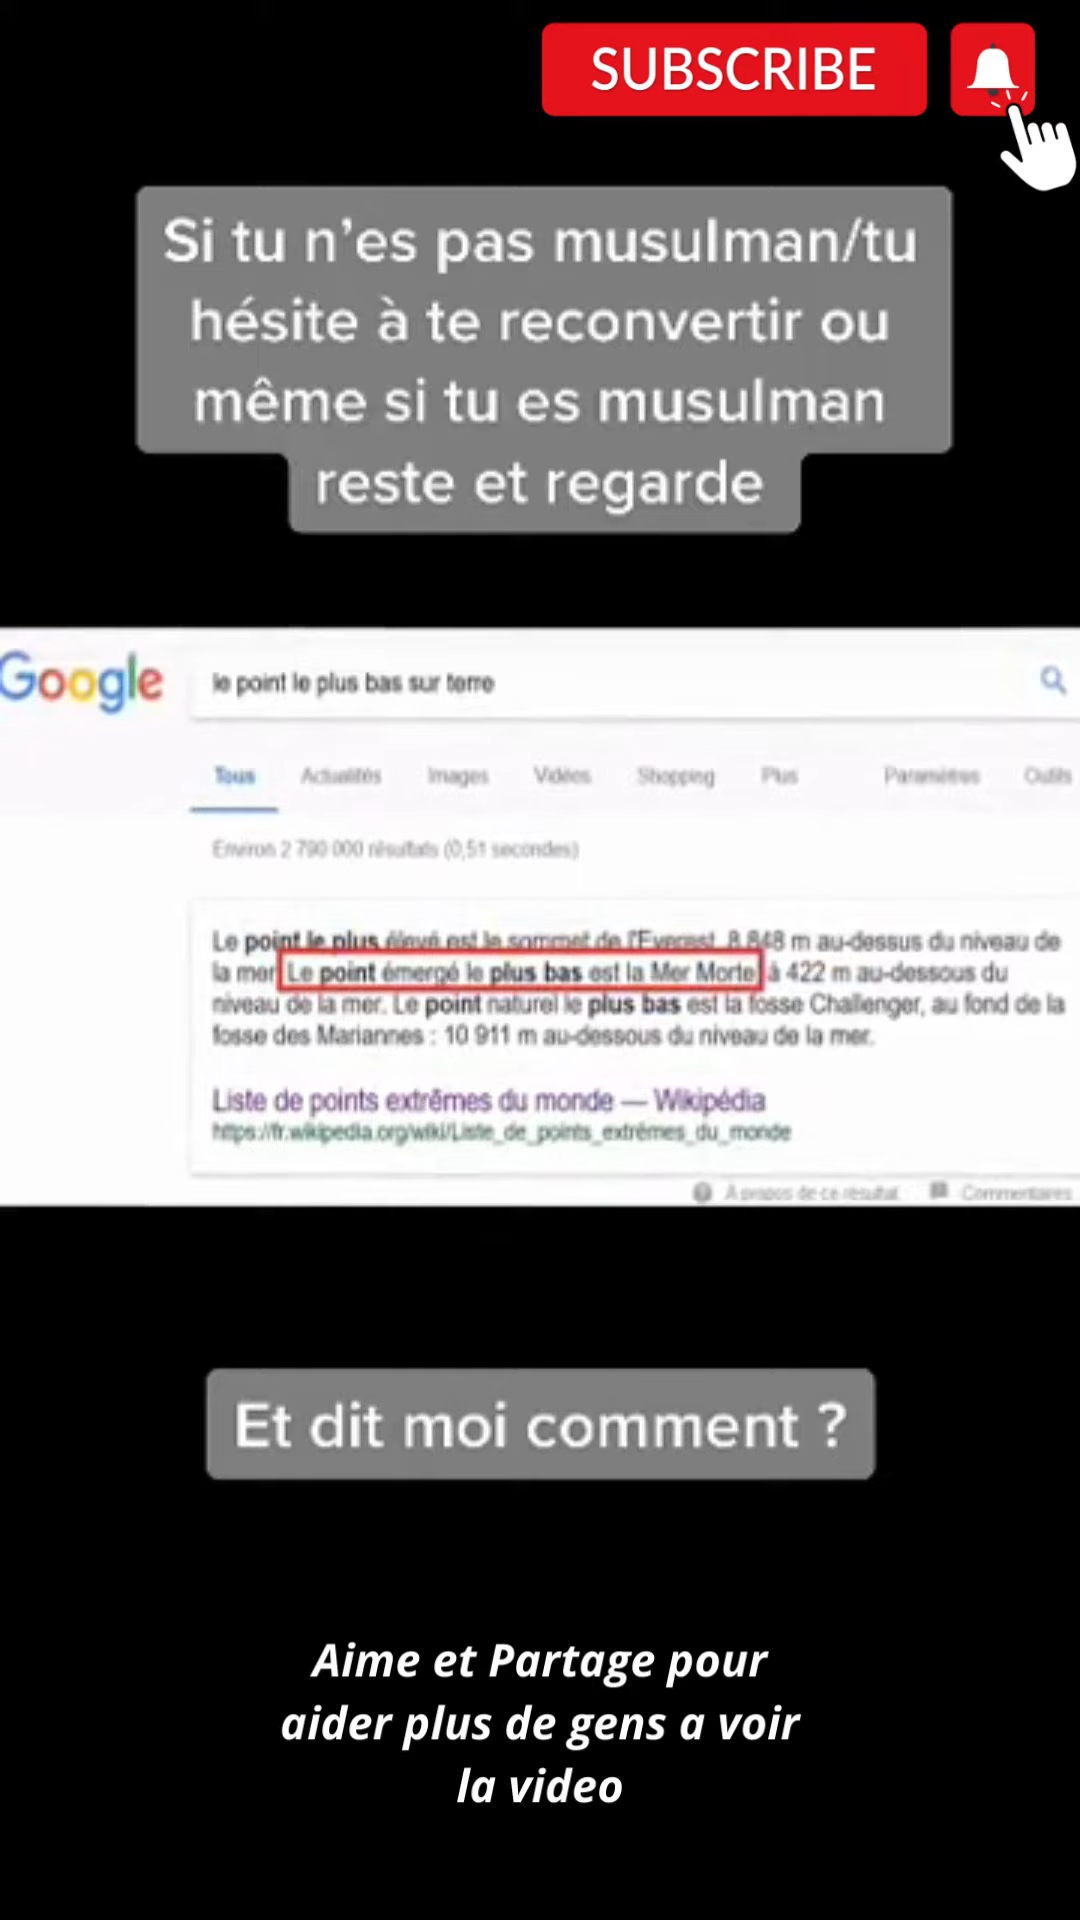 SUBSCRIBE
Si tu n'es pas musulman/tu
hésite à te reconvertir ou
même si tu es musulman
reste et regarde
Google
le point le plus bas sur terre
Tous Actualités Images Vidéos Shopping Plus Paramètres Outils
Environ 2 790 000 résultats (0,51 secondes)
Le point le plus élevé est le sommet de l'Everest, 8 848 m au-dessus du niveau de
la mer. Le point émergé le plus bas est la Mer Morte, à 422 m au-dessous du
niveau de la mer. Le point naturel le plus bas est la fosse Challenger, au fond de la
fosse des Mariannes : 10 911 m au-dessous du niveau de la mer.
Liste de points extrêmes du monde — Wikipédia
https://fr.wikipedia.org/wiki/Liste_de_points_extrêmes_du_monde
À propos de ce résultat Commentaires
Et dit moi comment ?
Aime et Partage pour
aider plus de gens a voir
la video